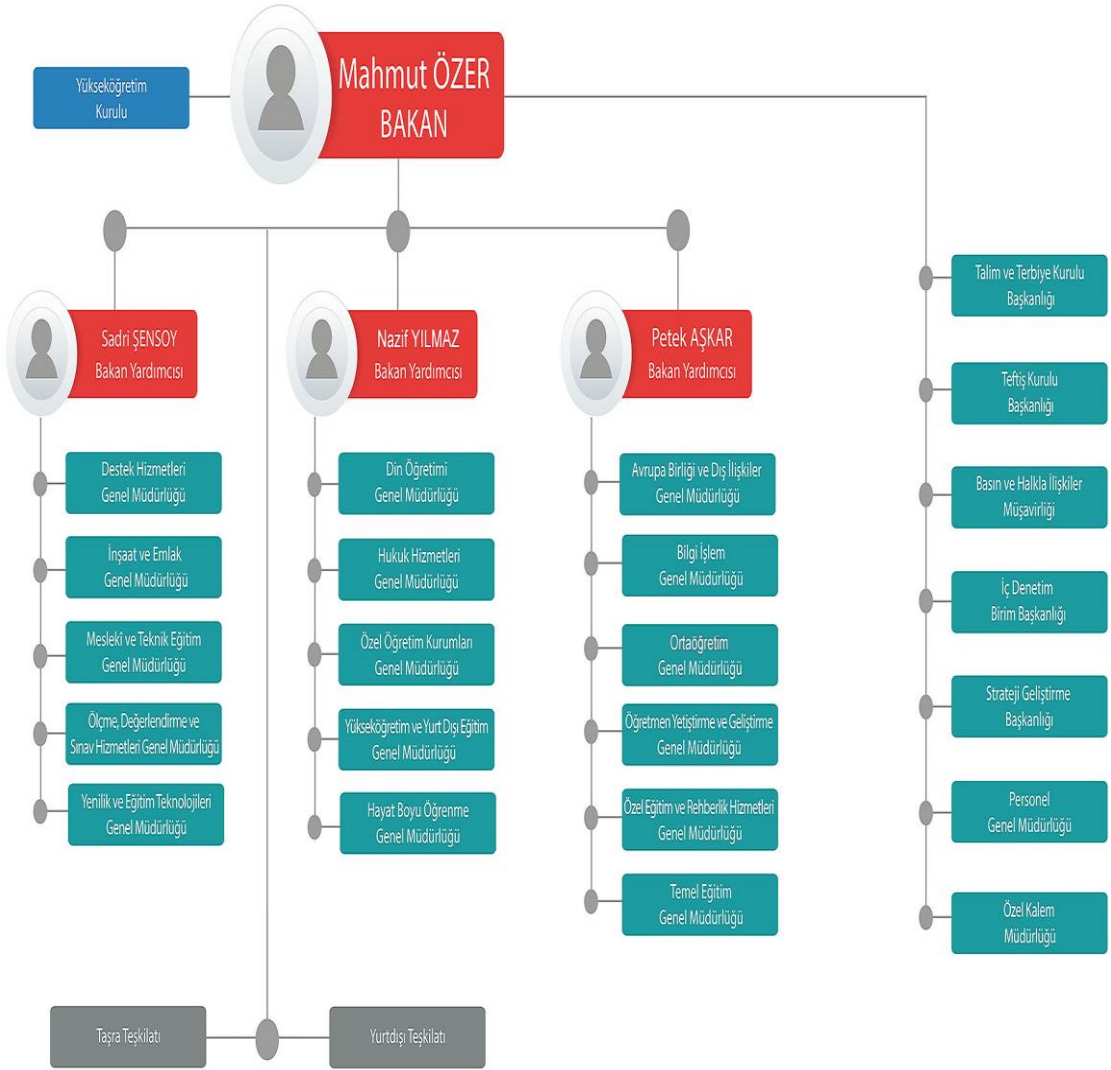 Yükseköğretim
Kurulu
Mahmut ÖZER
BAKAN
Sadri ŞENSOY
Bakan Yardımcısı
Destek Hizmetleri
Genel Müdürlüğü
İnşaat ve Emlak
Genel Müdürlüğü
Meslekî ve Teknik Eğitim
Genel Müdürlüğü
Ölçme, Değerlendirme ve
Sınav Hizmetleri Genel Müdürlüğü
Yenilik ve Eğitim Teknolojileri
Genel Müdürlüğü
Nazif YILMAZ
Bakan Yardımcısı
Din Öğretimi
Genel Müdürlüğü
Hukuk Hizmetleri
Genel Müdürlüğü
Özel Öğretim Kurumları
Genel Müdürlüğü
Yükseköğretim ve Yurt Dışı Eğitim
Genel Müdürlüğü
Hayat Boyu Öğrenme
Genel Müdürlüğü
Petek AŞKAR
Bakan Yardımcısı
Avrupa Birliği ve Dış İlişkiler
Genel Müdürlüğü
Bilgi İşlem
Genel Müdürlüğü
Ortaöğretim
Genel Müdürlüğü
Öğretmen Yetiştirme ve Geliştirme
Genel Müdürlüğü
Özel Eğitim ve Rehberlik Hizmetleri
Genel Müdürlüğü
Temel Eğitim
Genel Müdürlüğü
Talim ve Terbiye Kurulu
Başkanlığı
Teftiş Kurulu
Başkanlığı
Basın ve Halkla İlişkiler
Müşavirliği
İç Denetim
Birim Başkanlığı
Strateji Geliştirme
Başkanlığı
Personel
Genel Müdürlüğü
Özel Kalem
Müdürlüğü
Taşra Teşkilatı
Yurtdışı Teşkilatı